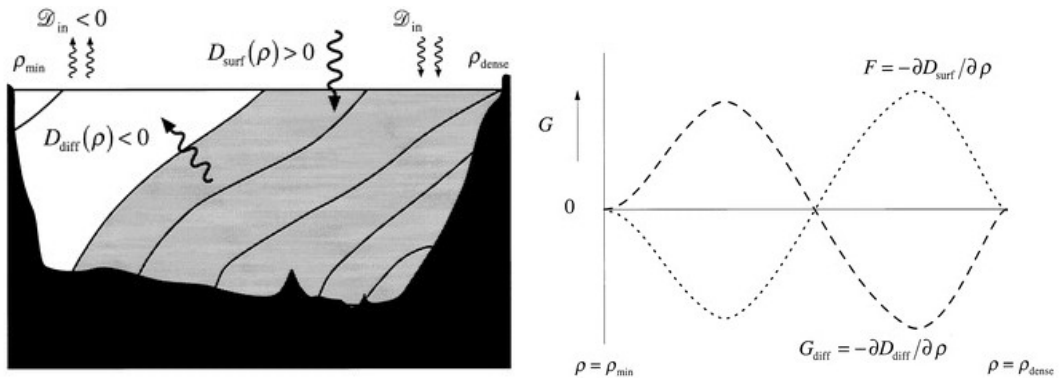 𝒟in < 0
𝒟in
ρmin
Dsurf(ρ)>0
ρdense
Ddiff(ρ)<0
F = −∂Dsurf/∂ρ
G
0
Gdiff = −∂Ddiff/∂ρ
ρ = ρmin
ρ = ρdense